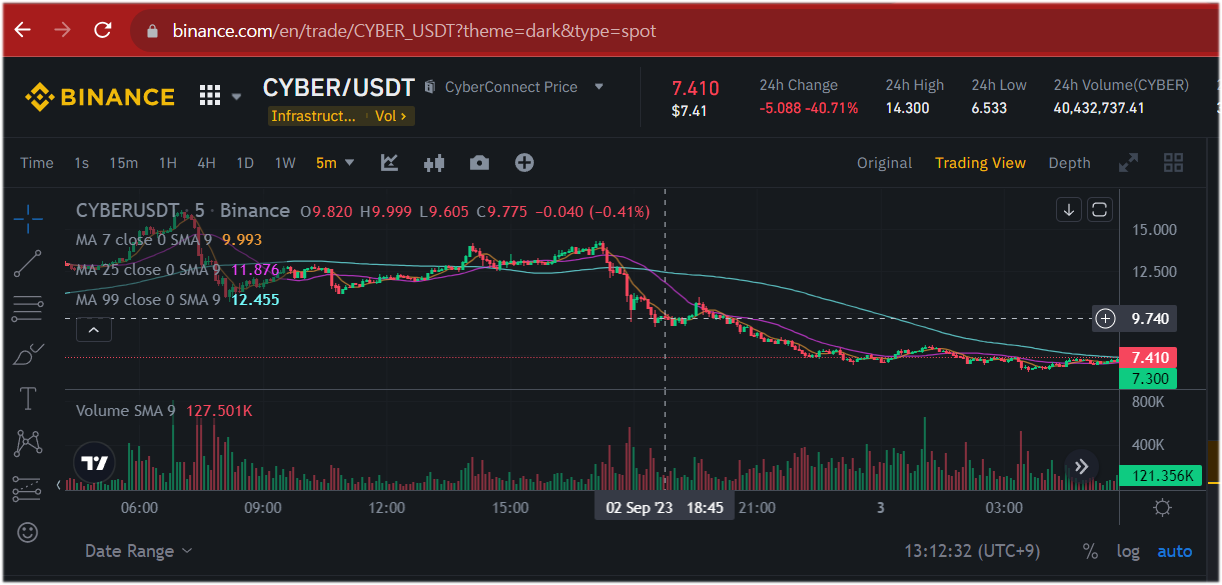 binance.com/en/trade/CYBER_USDT?theme=dark&type=spot
BINANCE
CYBER/USDT
CyberConnect Price
Infrastruct...
Vol ›
7.410
$7.41
24h Change
-5.088 -40.71%
24h High
14.300
24h Low
6.533
24h Volume(CYBER)
40,432,737.41
Time 1s 15m 1H 4H 1D 1W 5m
Original Trading View Depth
CYBERUSDT · 5 · Binance O9.820 H9.999 L9.605 C9.775 −0.040 (−0.41%)
MA 7 close 0 SMA 9 9.993
MA 25 close 0 SMA 9 11.876
MA 99 close 0 SMA 9 12.455
15.000
12.500
9.740
7.410
7.300
Volume SMA 9 127.501K
800K
400K
121.356K
06:00 09:00 12:00 15:00 02 Sep '23 18:45 21:00 3 03:00
Date Range
13:12:32 (UTC+9) % log auto